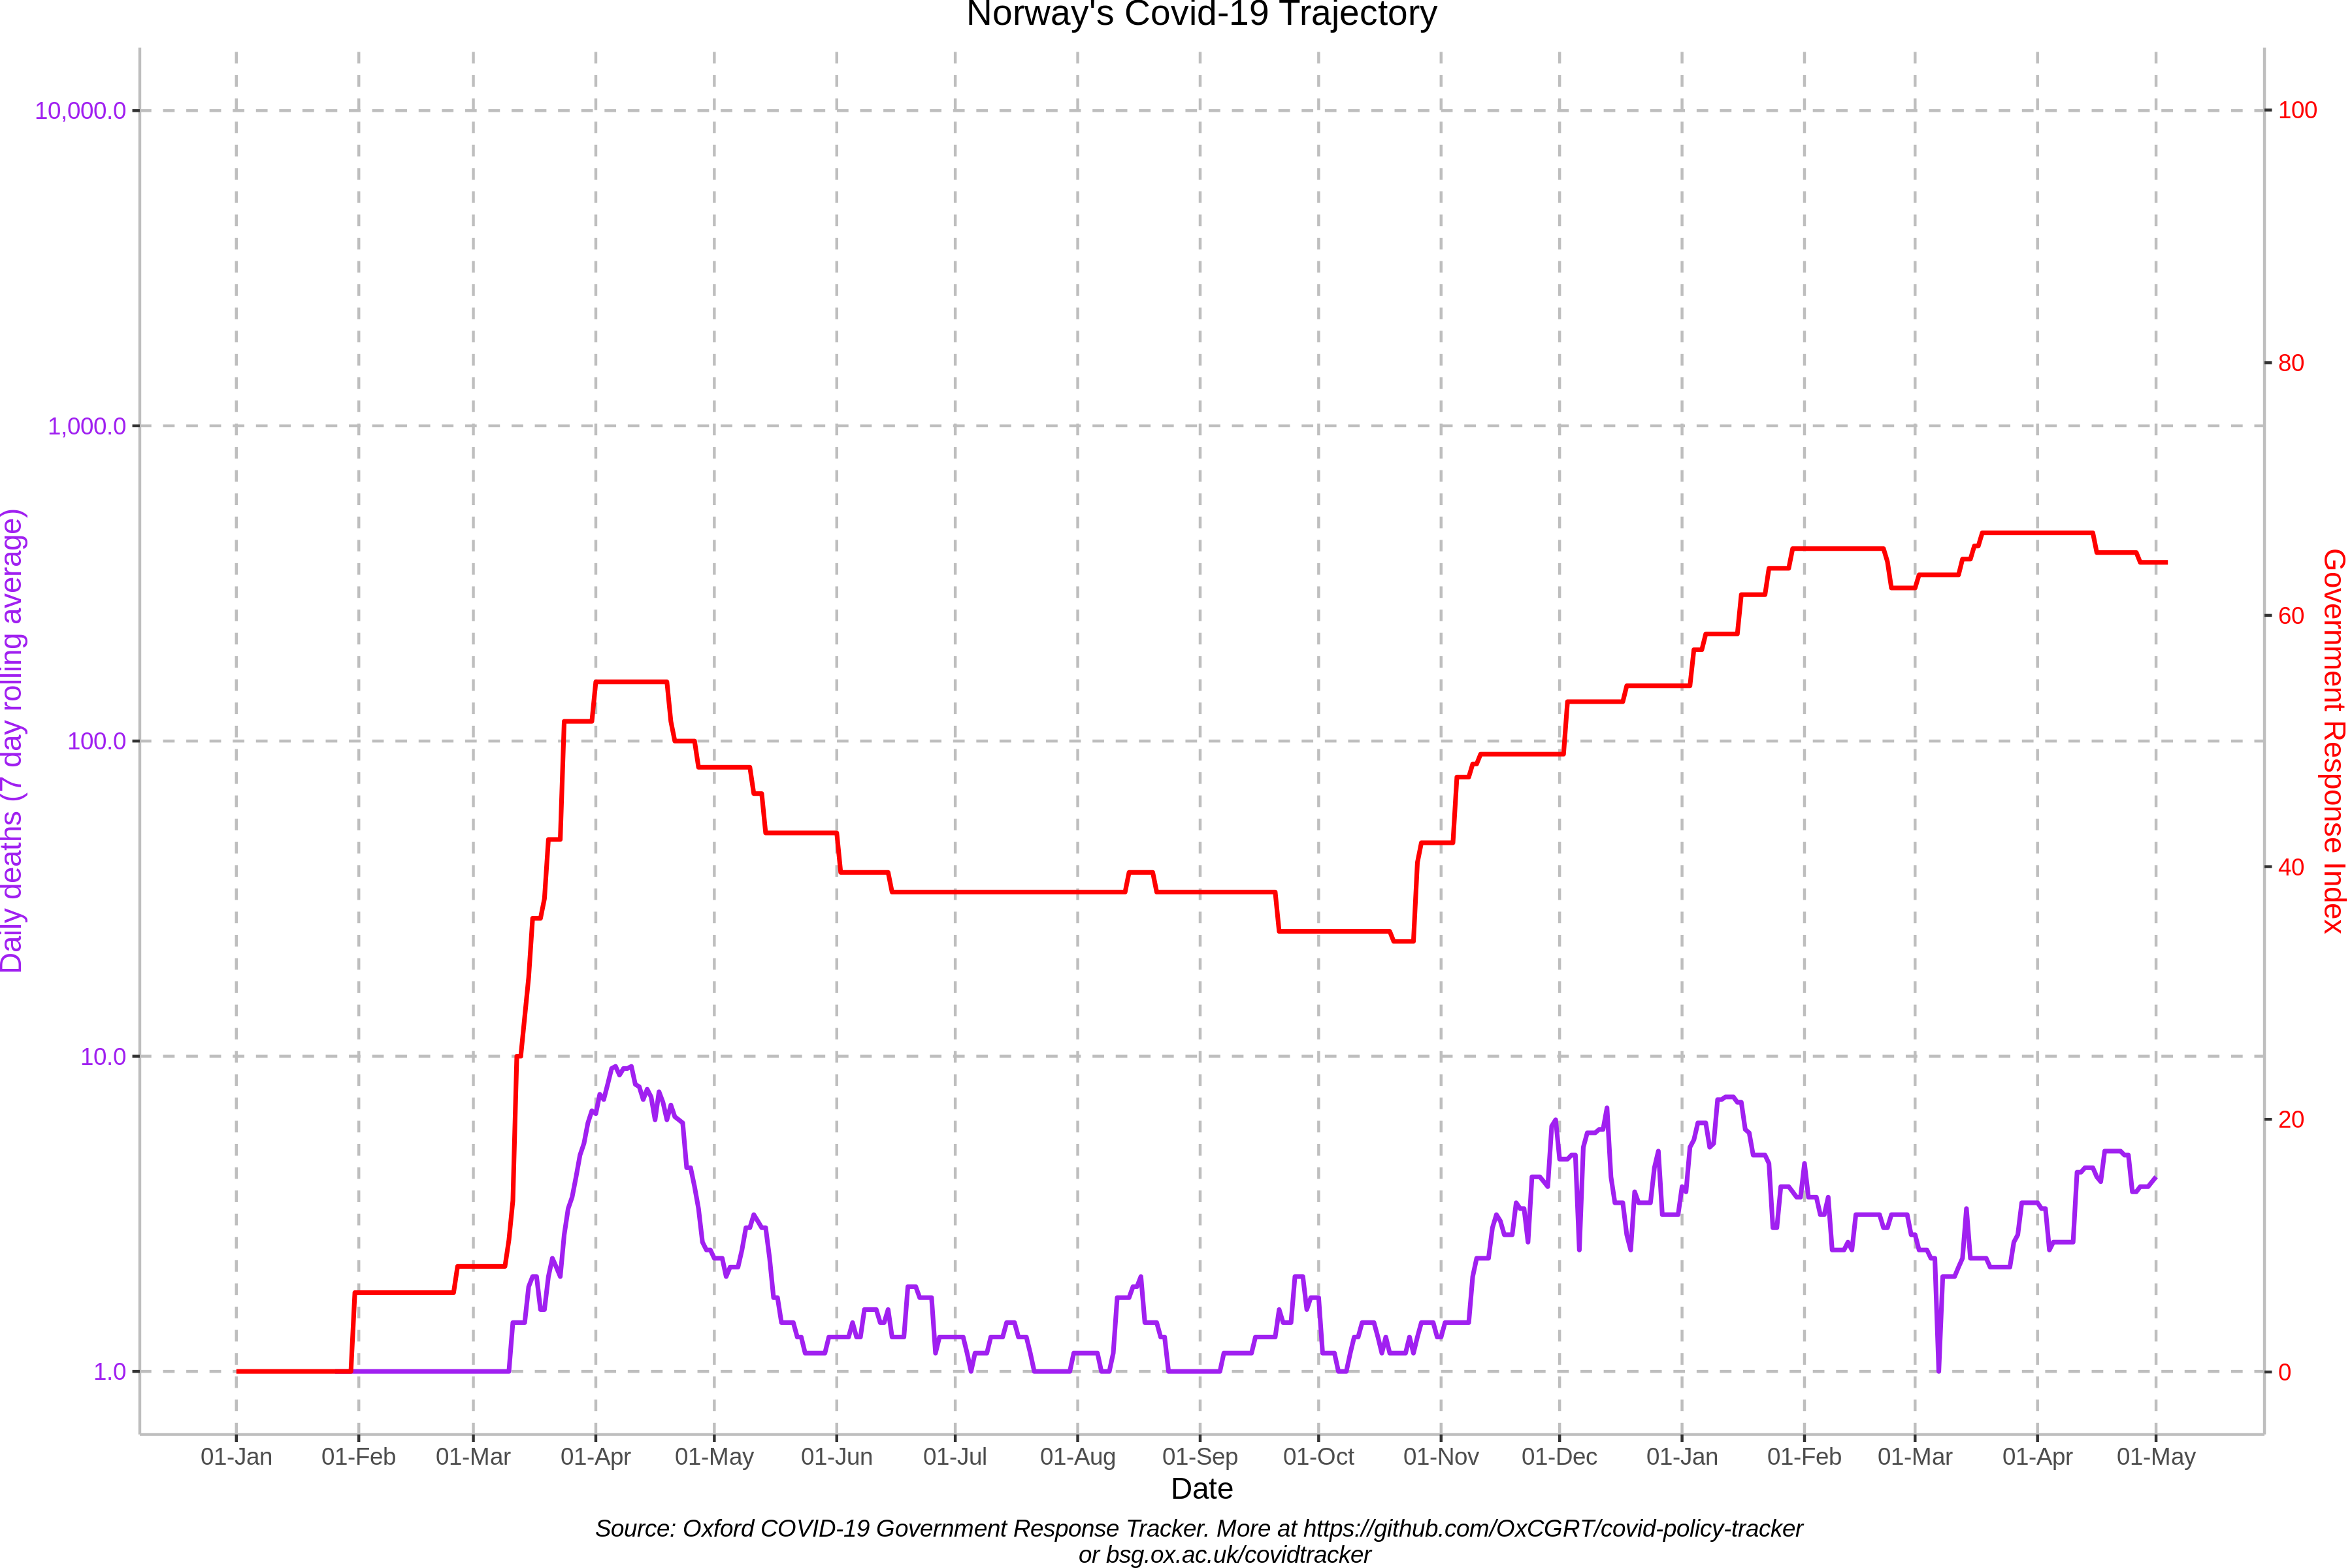 Norway's Covid-19 Trajectory
10,000.0
1,000.0
100.0
10.0
1.0
Daily deaths (7 day rolling average)
100
80
60
40
20
0
Government Response Index
01-Jan 01-Feb 01-Mar 01-Apr 01-May 01-Jun 01-Jul 01-Aug 01-Sep 01-Oct 01-Nov 01-Dec 01-Jan 01-Feb 01-Mar 01-Apr 01-May
Date
Source: Oxford COVID-19 Government Response Tracker. More at https://github.com/OxCGRT/covid-policy-tracker
or bsg.ox.ac.uk/covidtracker